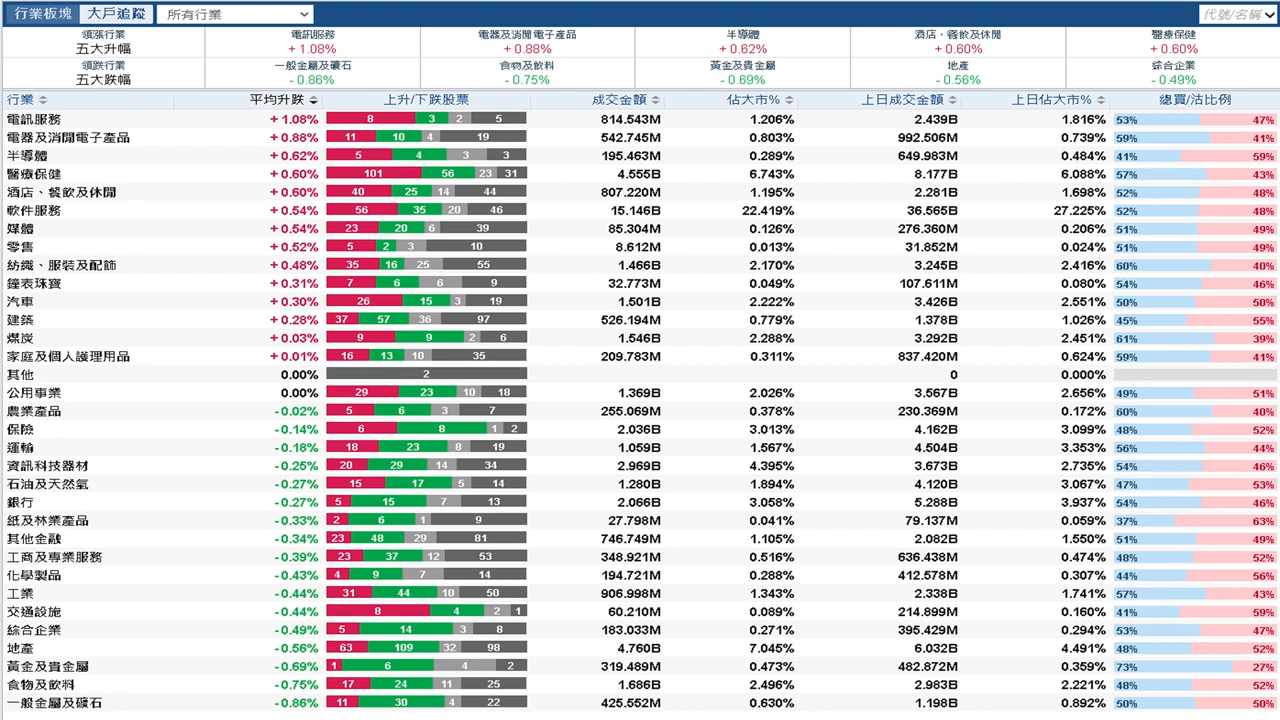 行業板塊 大戶追蹤 所有行業 代號/名稱
領漲行業 電訊服務 電器及消閒電子產品 半導體 酒店、餐飲及休閒 醫療保健
五大升幅 + 1.08% + 0.88% + 0.62% + 0.60% + 0.60%
領跌行業 一般金屬及礦石 食物及飲料 黃金及貴金屬 地產 綜合企業
五大跌幅 - 0.86% - 0.75% - 0.69% - 0.56% - 0.49%
行業 平均升跌 上升/下跌股票 成交金額 佔大市% 上日成交金額 上日佔大市% 總買/沽比例
電訊服務 + 1.08% 8 3 2 5 814.543M 1.206% 2.439B 1.816% 53% 47%
電器及消閒電子產品 + 0.88% 11 10 4 19 542.745M 0.803% 992.506M 0.739% 59% 41%
半導體 + 0.62% 5 4 3 3 195.463M 0.289% 649.983M 0.484% 41% 59%
醫療保健 + 0.60% 101 56 23 31 4.555B 6.743% 8.177B 6.088% 57% 43%
酒店、餐飲及休閒 + 0.60% 40 25 14 44 807.220M 1.195% 2.281B 1.698% 52% 48%
軟件服務 + 0.54% 56 35 20 46 15.146B 22.419% 36.565B 27.225% 52% 48%
媒體 + 0.54% 23 20 6 39 85.304M 0.126% 276.360M 0.206% 51% 49%
零售 + 0.52% 5 2 3 10 8.612M 0.013% 31.852M 0.024% 51% 49%
紡織、服裝及配飾 + 0.48% 35 16 25 55 1.466B 2.170% 3.245B 2.416% 60% 40%
鐘表珠寶 + 0.31% 7 6 6 9 32.773M 0.049% 107.611M 0.080% 54% 46%
汽車 + 0.30% 26 15 3 19 1.501B 2.222% 3.426B 2.551% 50% 50%
建築 + 0.28% 37 57 36 97 526.194M 0.779% 1.378B 1.026% 45% 55%
煤炭 + 0.03% 9 9 2 6 1.546B 2.288% 3.292B 2.451% 61% 39%
家庭及個人護理用品 + 0.01% 16 13 10 35 209.783M 0.311% 837.420M 0.624% 59% 41%
其他 0.00% 2 0 0.000%
公用事業 0.00% 29 23 10 18 1.369B 2.026% 3.567B 2.656% 49% 51%
農業產品 - 0.02% 5 6 3 7 255.069M 0.378% 230.369M 0.172% 60% 40%
保險 - 0.14% 6 8 1 2 2.036B 3.013% 4.162B 3.099% 48% 52%
運輸 - 0.18% 18 23 8 19 1.059B 1.567% 4.504B 3.353% 56% 44%
資訊科技器材 - 0.25% 20 29 14 34 2.969B 4.395% 3.673B 2.735% 54% 46%
石油及天然氣 - 0.27% 15 17 5 14 1.280B 1.894% 4.120B 3.067% 47% 53%
銀行 - 0.27% 5 15 7 13 2.066B 3.058% 5.288B 3.937% 54% 46%
紙及林業產品 - 0.33% 2 6 1 9 27.798M 0.041% 79.137M 0.059% 37% 63%
其他金融 - 0.34% 23 48 29 81 746.749M 1.105% 2.082B 1.550% 51% 49%
工商及專業服務 - 0.39% 23 37 12 53 348.921M 0.516% 636.438M 0.474% 48% 52%
化學製品 - 0.43% 4 9 7 14 194.721M 0.288% 412.578M 0.307% 44% 56%
工業 - 0.44% 31 44 10 50 906.998M 1.343% 2.338B 1.741% 57% 43%
交通設施 - 0.44% 8 4 2 1 60.210M 0.089% 214.899M 0.160% 41% 59%
綜合企業 - 0.49% 5 14 3 8 183.033M 0.271% 395.429M 0.294% 53% 47%
地產 - 0.56% 63 109 32 98 4.760B 7.045% 6.032B 4.491% 48% 52%
黃金及貴金屬 - 0.69% 1 6 4 2 319.489M 0.473% 482.872M 0.359% 73% 27%
食物及飲料 - 0.75% 17 24 11 25 1.686B 2.496% 2.983B 2.221% 48% 52%
一般金屬及礦石 - 0.86% 11 30 4 22 425.552M 0.630% 1.198B 0.892% 50% 50%